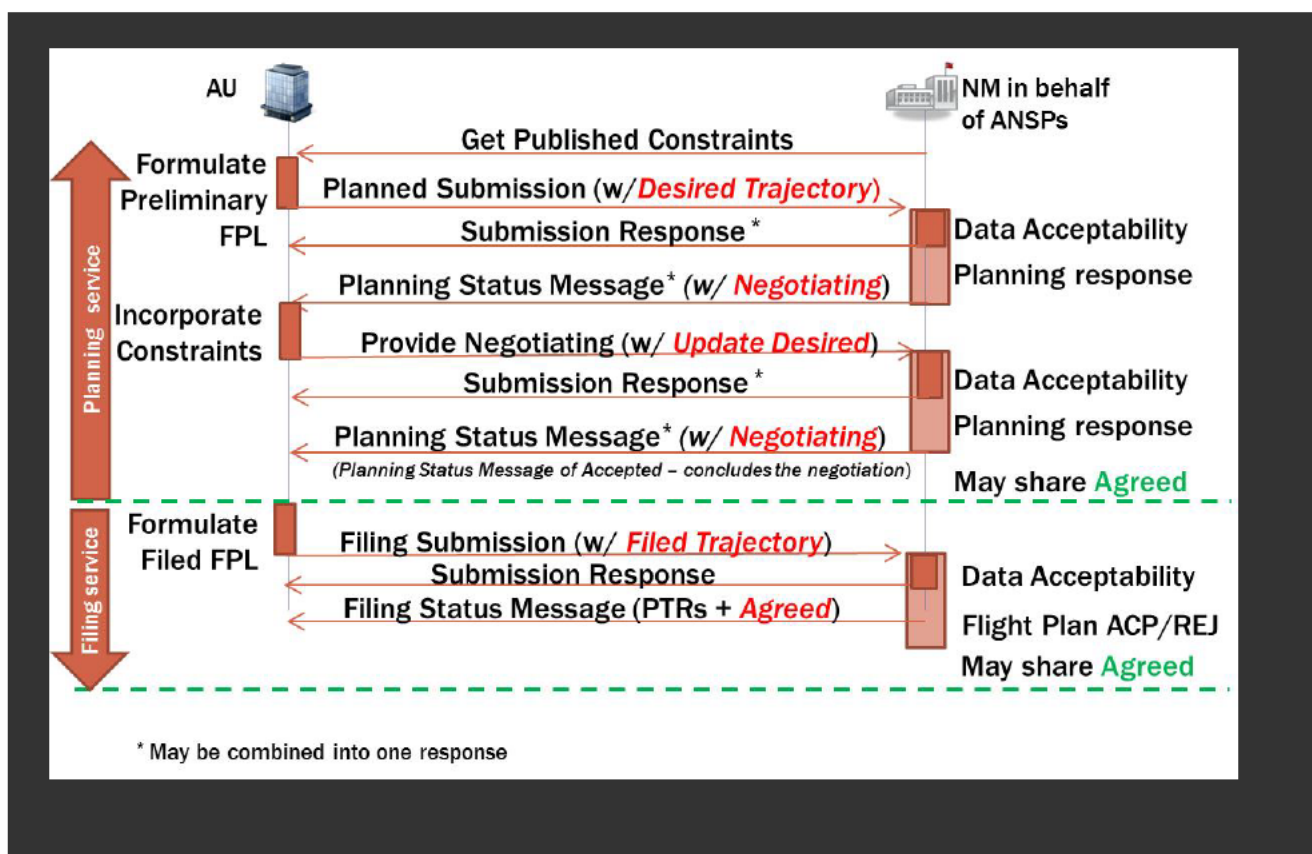 AU
NM in behalf
of ANSPs
Get Published Constraints
Formulate
Preliminary
FPL
Planned Submission (w/Desired Trajectory)
Submission Response *
Data Acceptability
Planning response
Planning Status Message* (w/ Negotiating)
Incorporate
Constraints
Provide Negotiating (w/ Update Desired)
Submission Response *
Data Acceptability
Planning response
Planning Status Message* (w/ Negotiating)
(Planning Status Message of Accepted – concludes the negotiation)
May share Agreed
Planning service
Formulate
Filed FPL
Filing Submission (w/ Filed Trajectory)
Submission Response
Data Acceptability
Filing Status Message (PTRs + Agreed)
Flight Plan ACP/REJ
May share Agreed
Filing service
* May be combined into one response